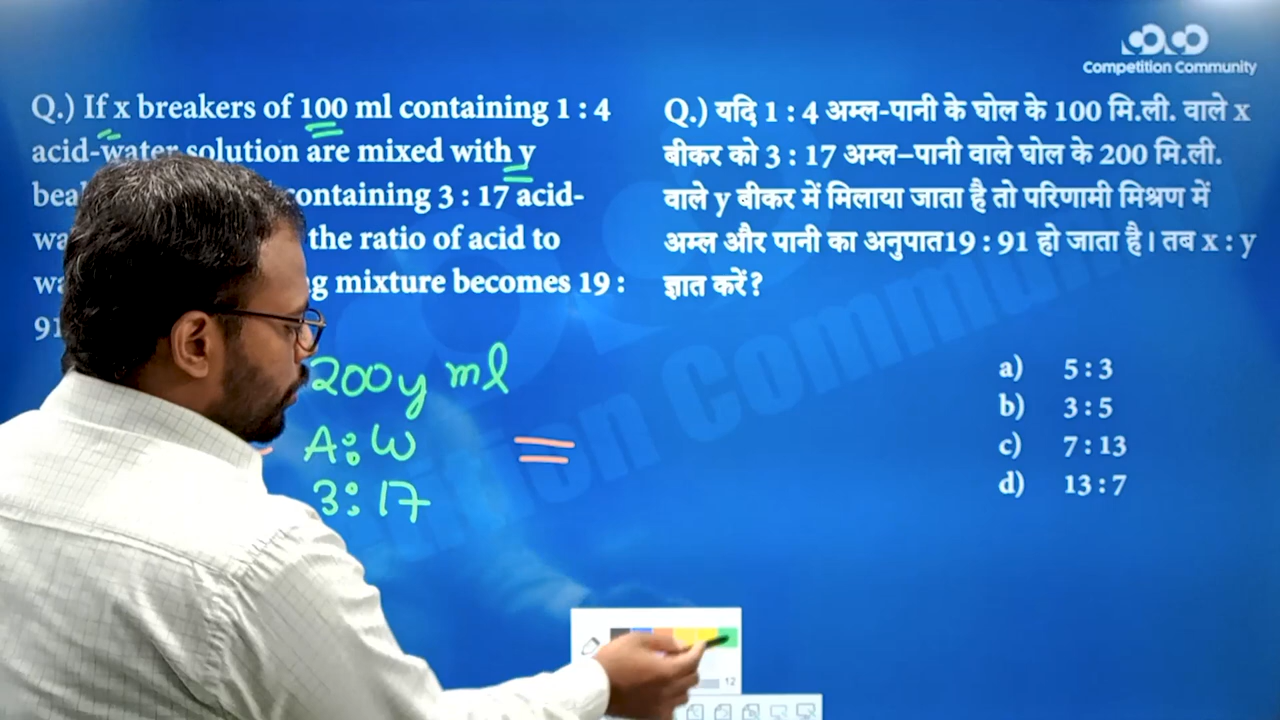 Competition Community
Q.) If x breakers of 100 ml containing 1 : 4
acid-water solution are mixed with y
containing 3 : 17 acid-
the ratio of acid to
mixture becomes 19 :
91
200y ml
A:W
3:17
=
Q.) यदि 1 : 4 अम्ल-पानी के घोल के 100 मि.ली. वाले x
बीकर को 3 : 17 अम्ल–पानी वाले घोल के 200 मि.ली.
वाले y बीकर में मिलाया जाता है तो परिणामी मिश्रण में
अम्ल और पानी का अनुपात19 : 91 हो जाता है। तब x : y
ज्ञात करें ?
a) 5 : 3
b) 3 : 5
c) 7 : 13
d) 13 : 7
12